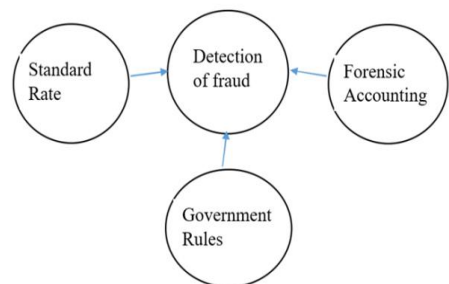 Detection
of fraud
Standard
Rate
Forensic
Accounting
Government
Rules